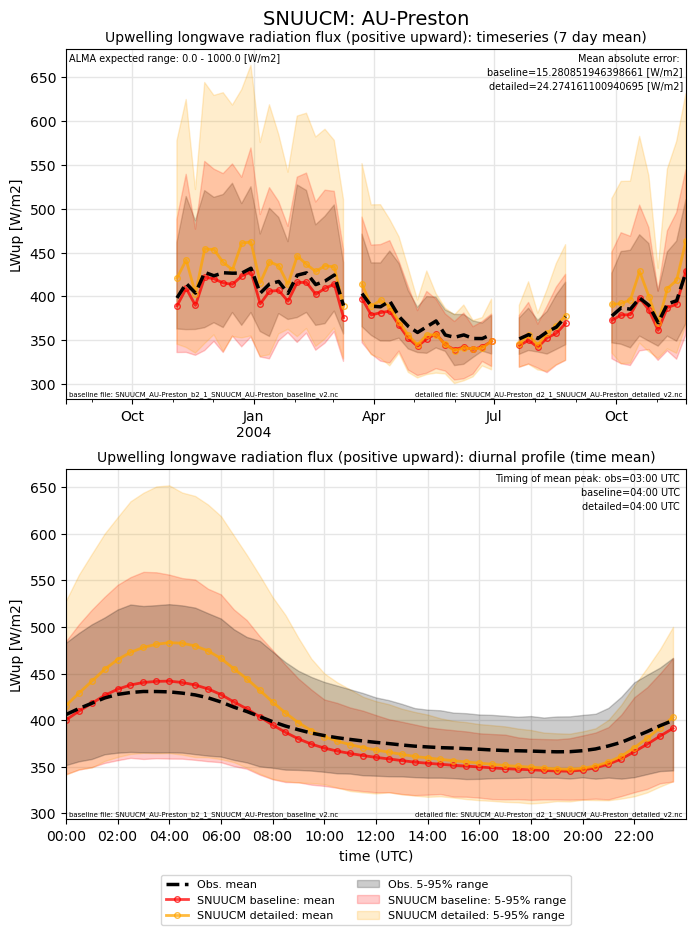 SNUUCM: AU-Preston
Upwelling longwave radiation flux (positive upward): timeseries (7 day mean)
ALMA expected range: 0.0 - 1000.0 [W/m2]
Mean absolute error:
baseline=15.280851946398661 [W/m2]
detailed=24.274161100940695 [W/m2]
650
600
550
500
450
400
350
300
LWup [W/m2]
baseline file: SNUUCM_AU-Preston_b2_1_SNUUCM_AU-Preston_baseline_v2.nc
detailed file: SNUUCM_AU-Preston_d2_1_SNUUCM_AU-Preston_detailed_v2.nc
Oct
Jan
2004
Apr
Jul
Oct
Upwelling longwave radiation flux (positive upward): diurnal profile (time mean)
Timing of mean peak: obs=03:00 UTC
baseline=04:00 UTC
detailed=04:00 UTC
650
600
550
500
450
400
350
300
LWup [W/m2]
baseline file: SNUUCM_AU-Preston_b2_1_SNUUCM_AU-Preston_baseline_v2.nc
detailed file: SNUUCM_AU-Preston_d2_1_SNUUCM_AU-Preston_detailed_v2.nc
00:00 02:00 04:00 06:00 08:00 10:00 12:00 14:00 16:00 18:00 20:00 22:00
time (UTC)
Obs. mean
SNUUCM baseline: mean
SNUUCM detailed: mean
Obs. 5-95% range
SNUUCM baseline: 5-95% range
SNUUCM detailed: 5-95% range